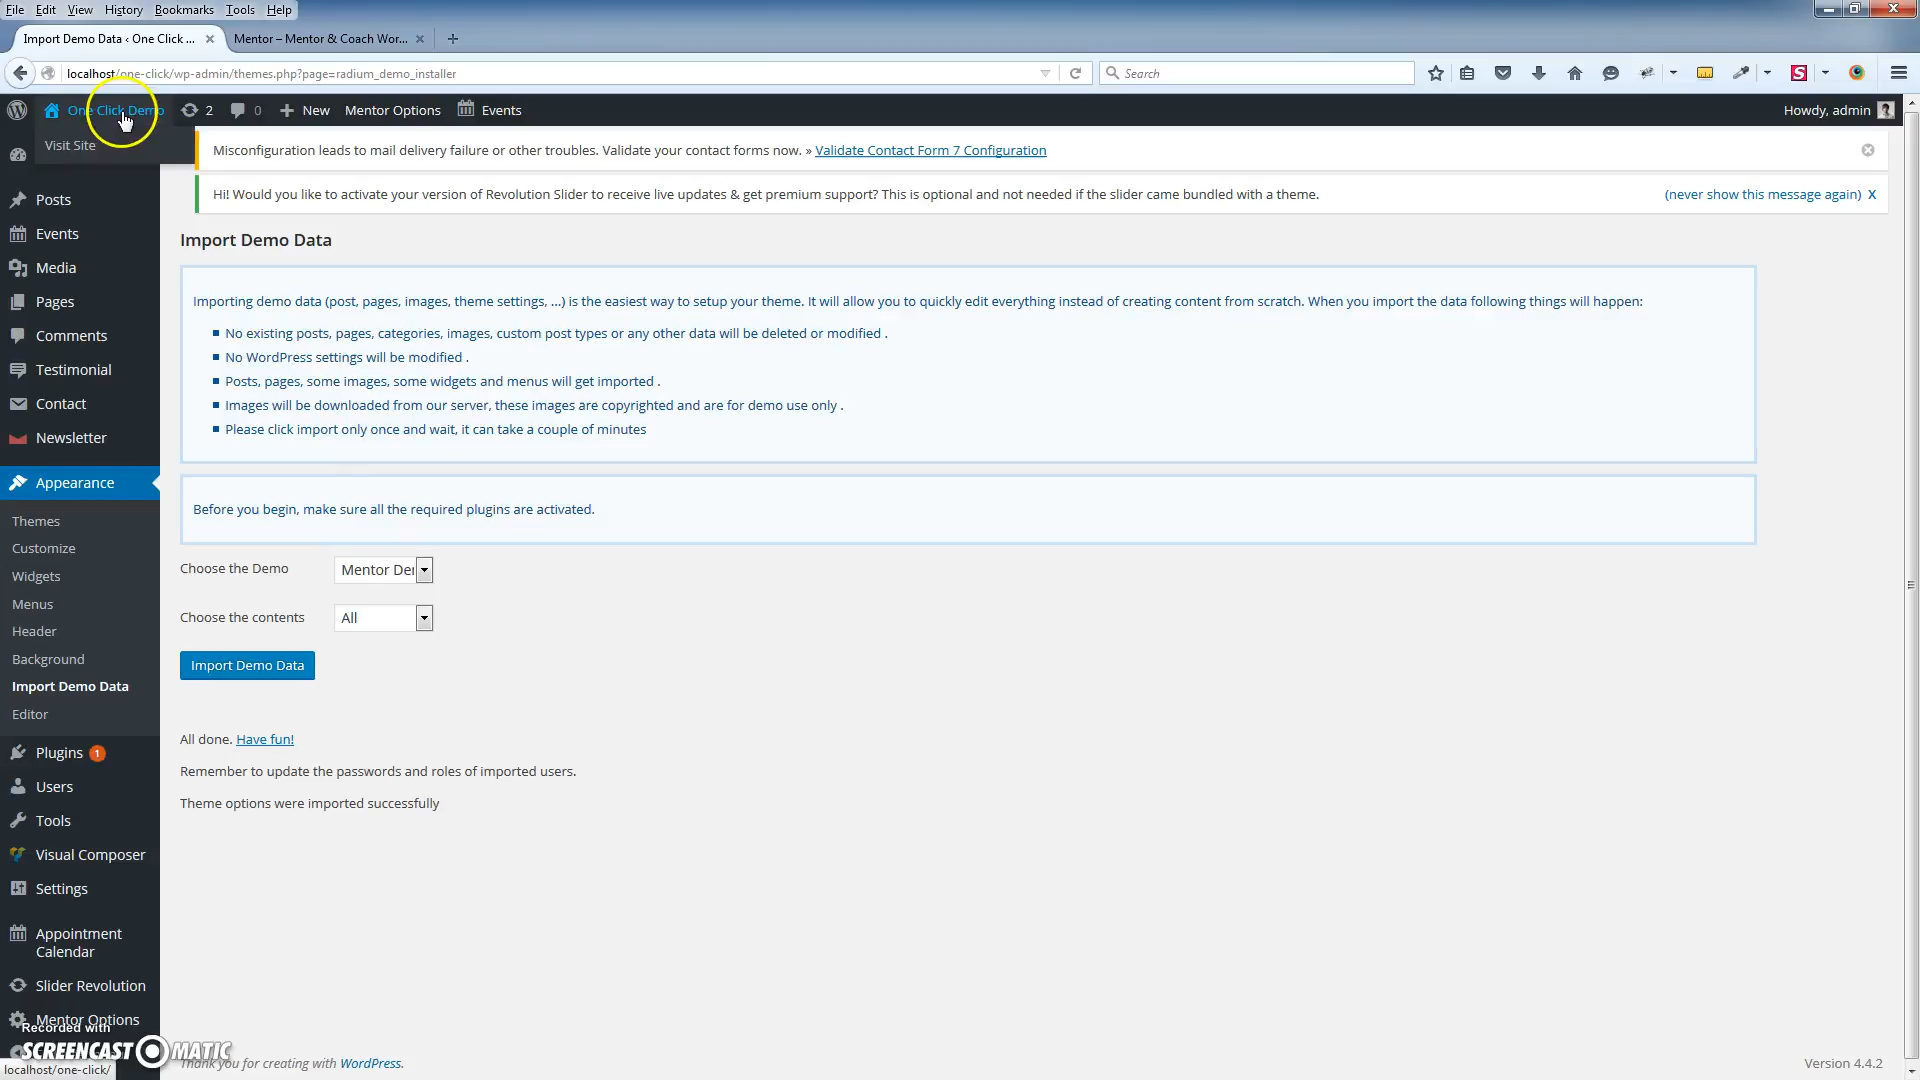 File Edit View History Bookmarks Tools Help
Import Demo Data ‹ One Click ...
Mentor – Mentor & Coach Wor...
localhost/one-click/wp-admin/themes.php?page=radium_demo_installer
Search
One Click Demo
2
0
New
Mentor Options
Events
Howdy, admin
Visit Site
Misconfiguration leads to mail delivery failure or other troubles. Validate your contact forms now. » Validate Contact Form 7 Configuration
Hi! Would you like to activate your version of Revolution Slider to receive live updates & get premium support? This is optional and not needed if the slider came bundled with a theme.
(never show this message again) X
Posts
Events
Media
Pages
Comments
Testimonial
Contact
Newsletter
Appearance
Themes
Customize
Widgets
Menus
Header
Background
Import Demo Data
Editor
Plugins 1
Users
Tools
Visual Composer
Settings
Appointment
Calendar
Slider Revolution
Mentor Options
Import Demo Data
Importing demo data (post, pages, images, theme settings, ...) is the easiest way to setup your theme. It will allow you to quickly edit everything instead of creating content from scratch. When you import the data following things will happen:
No existing posts, pages, categories, images, custom post types or any other data will be deleted or modified .
No WordPress settings will be modified .
Posts, pages, some images, some widgets and menus will get imported .
Images will be downloaded from our server, these images are copyrighted and are for demo use only .
Please click import only once and wait, it can take a couple of minutes
Before you begin, make sure all the required plugins are activated.
Choose the Demo
Mentor Der
Choose the contents
All
Import Demo Data
All done. Have fun!
Remember to update the passwords and roles of imported users.
Theme options were imported successfully
Recorded with
SCREENCAST MATIC
Thank you for creating with WordPress.
Version 4.4.2
localhost/one-click/